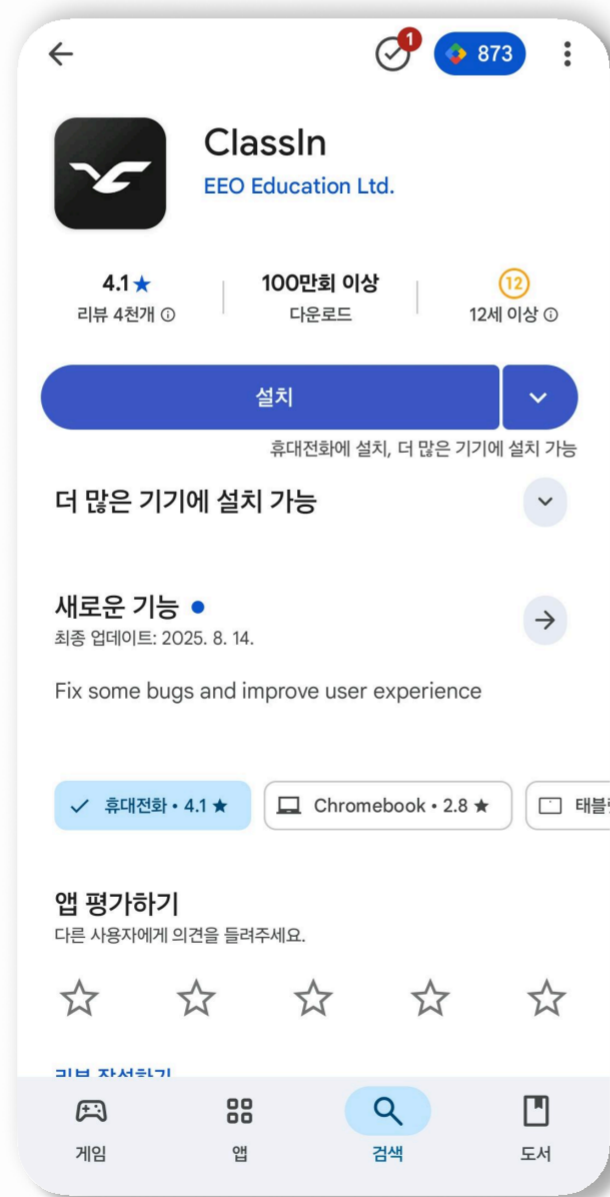 1
873
ClassIn
EEO Education Ltd.
4.1★
100만회 이상
12
리뷰 4천개 ⓘ
다운로드
12세 이상 ⓘ
설치
휴대전화에 설치, 더 많은 기기에 설치 가능
더 많은 기기에 설치 가능
새로운 기능 •
최종 업데이트: 2025. 8. 14.
Fix some bugs and improve user experience
휴대전화 • 4.1 ★
Chromebook • 2.8 ★
앱 평가하기
다른 사용자에게 의견을 들려주세요.
리뷰 작성하기
게임
앱
검색
도서